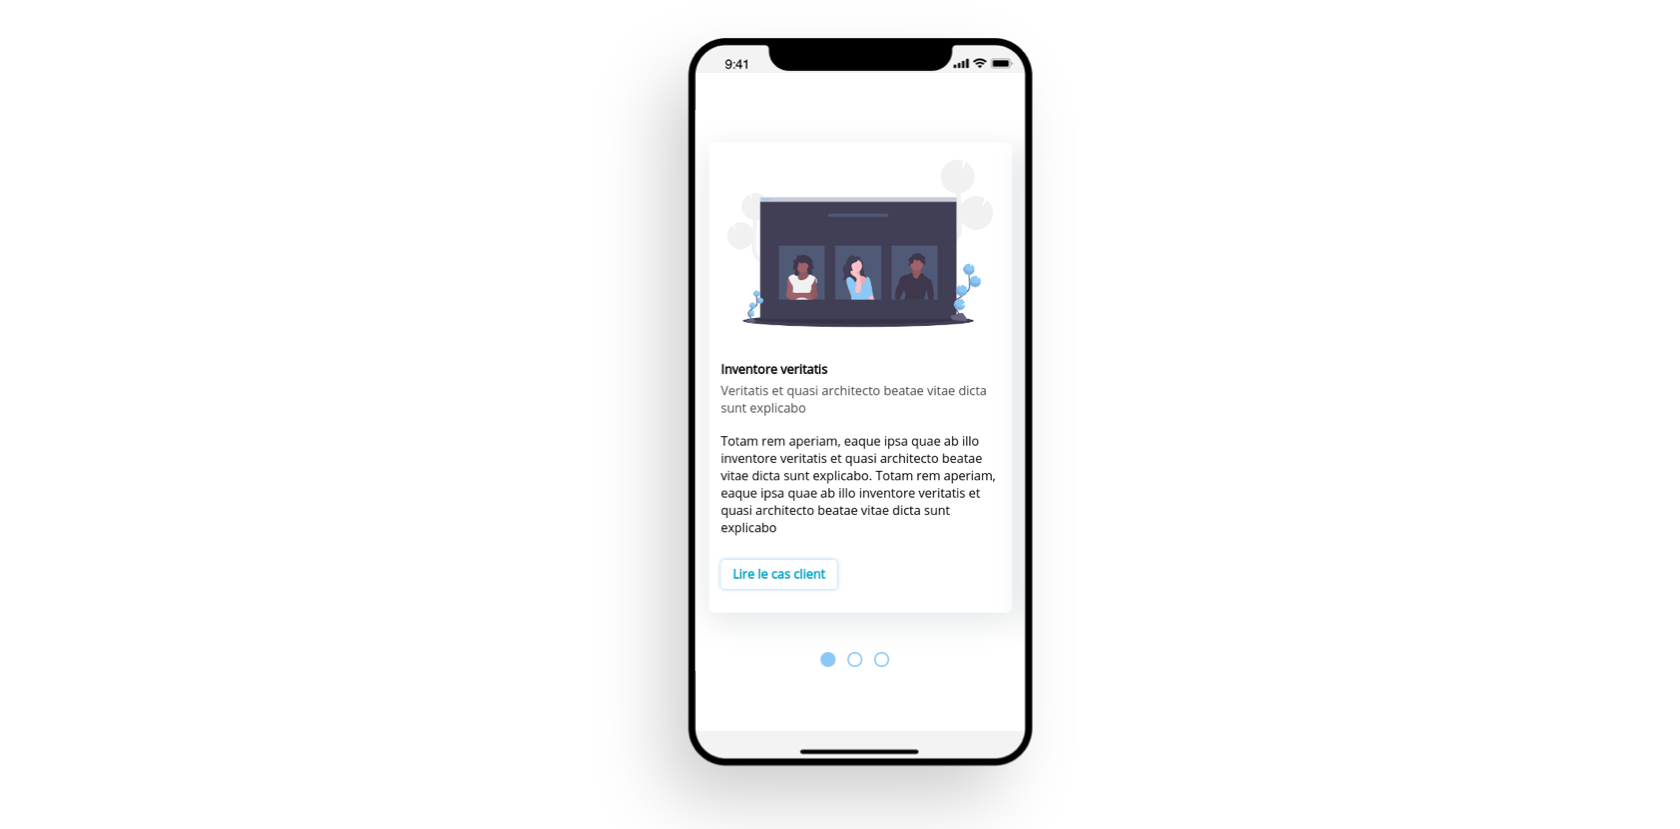 9:41
Inventore veritatis
Veritatis et quasi architecto beatae vitae dicta
sunt explicabo
Totam rem aperiam, eaque ipsa quae ab illo
inventore veritatis et quasi architecto beatae
vitae dicta sunt explicabo. Totam rem aperiam,
eaque ipsa quae ab illo inventore veritatis et
quasi architecto beatae vitae dicta sunt
explicabo
Lire le cas client